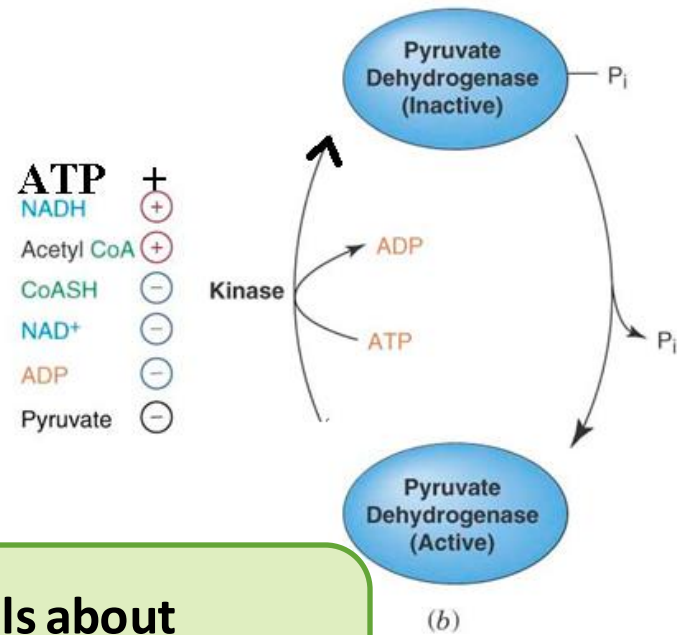 Pyruvate
Dehydrogenase
(Inactive)
Pi
ATP +
NADH +
Acetyl CoA +
CoASH −
NAD+ −
ADP −
Pyruvate −
Kinase
ADP
ATP
Pi
Pyruvate
Dehydrogenase
(Active)
(b)
ls about